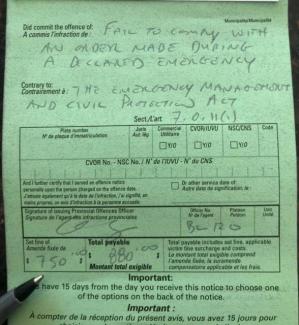 Municipality/Municipalité
Did commit the offence of: FAIL TO COMPLY WITH
A commis l'infraction de :
AN ORDER MADE DURING
A DECLARED EMERGENCY
Contrary to: THE EMERGENCY MANAGEMENT
Contrairement à :
AND CIVIL PROTECTION ACT
Sect./L'art. 7.0.11(1)
Plate number
N° de plaque d'immatriculation
Juris
Aut. lég.
Commercial
Utilitaire
CVOR/IUVU
NSC/CNS
Code
Y/O
Y/O
Y/O
CVOR No. - NSC No. / N° de l'IUVU - N° du CNS
And I further certify that I served an offence notice
personally upon the person charged on the offence date.
Or other service date of:
Autre date de signification, le :
Signature of issuing Provincial Offences Officer
Signature de l'agent des infractions provinciales
Officer No.
N° de l'agent
Platoon
Peloton
Unit
Unité
Set fine of
Amende fixée de
$ 750.00
Total payable
$ 880.00
Montant total exigible
Total payable includes set fine, applicable
victim fine surcharge and costs.
Le montant total exigible comprend
l'amende fixée, la suramende
compensatoire applicable et les frais.
Important:
have 15 days from the day you receive this notice to choose one
of the options on the back of the notice.
Important :
À compter de la réception du présent avis, vous avez 15 jours pour